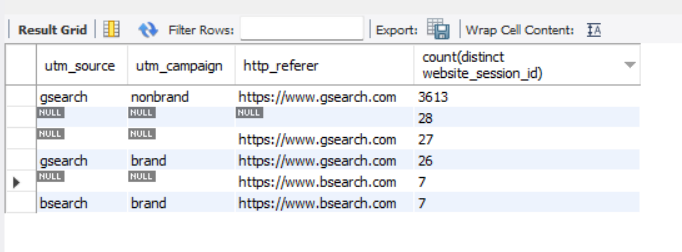 Result Grid Filter Rows: Export: Wrap Cell Content:
utm_source utm_campaign http_referer count(distinct website_session_id)
gsearch nonbrand https://www.gsearch.com 3613
NULL NULL NULL 28
NULL NULL https://www.gsearch.com 27
gsearch brand https://www.gsearch.com 26
NULL NULL https://www.bsearch.com 7
bsearch brand https://www.bsearch.com 7